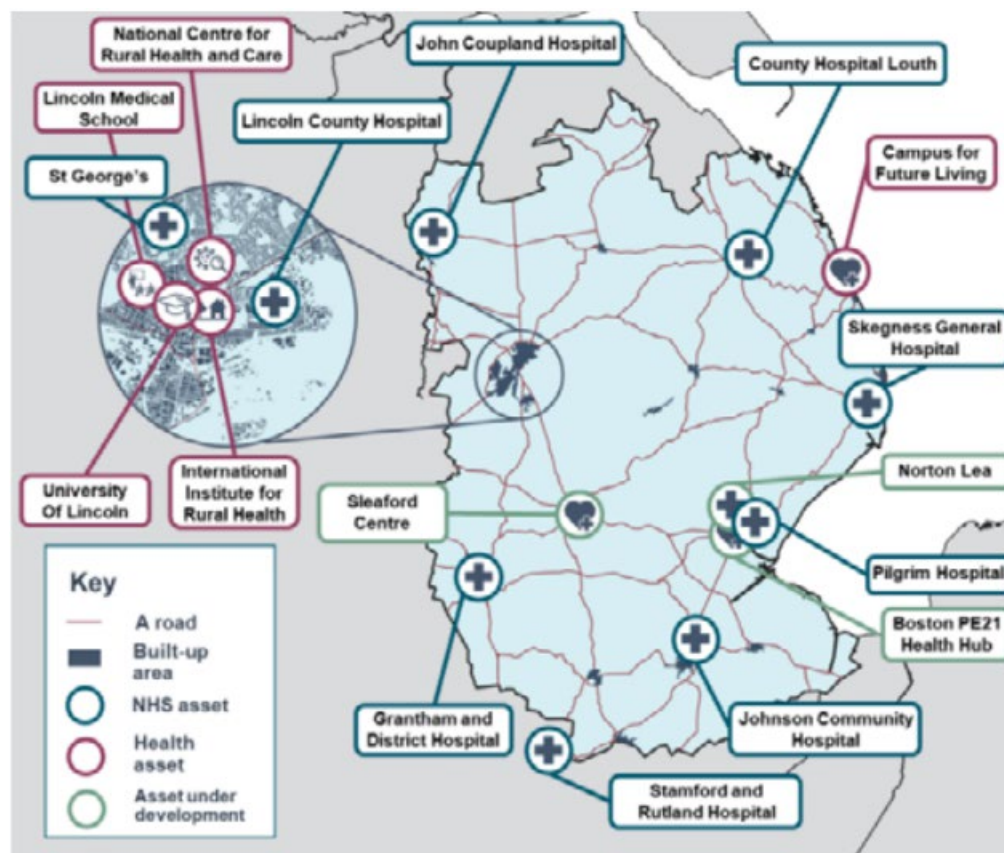 National Centre for
Rural Health and Care
John Coupland Hospital
County Hospital Louth
Lincoln Medical
School
Lincoln County Hospital
Campus for
Future Living
St George's
Skegness General
Hospital
University
Of Lincoln
International
Institute for
Rural Health
Sleaford
Centre
Norton Lea
Pilgrim Hospital
Boston PE21
Health Hub
Grantham and
District Hospital
Johnson Community
Hospital
Stamford and
Rutland Hospital
Key
A road
Built-up
area
NHS asset
Health
asset
Asset under
development